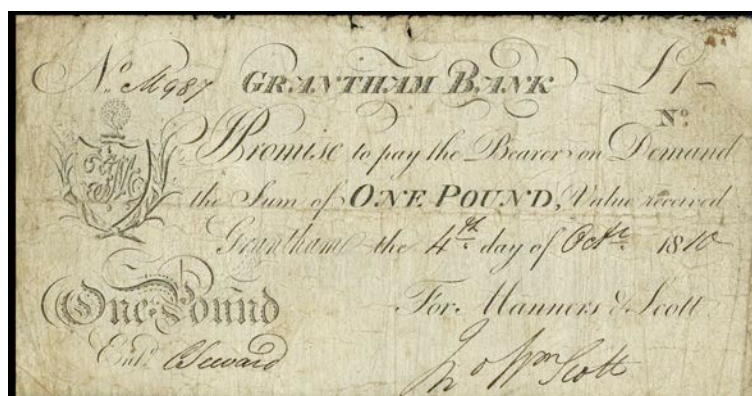 No. M987 GRANTHAM BANK £1-
No.
I Promise to pay the Bearer on Demand
the Sum of ONE POUND, Value received
Grantham the 4th. day of Octr. 1810
One Pound For Manners & Scott
Entd. CSeward Jno Wm Scott